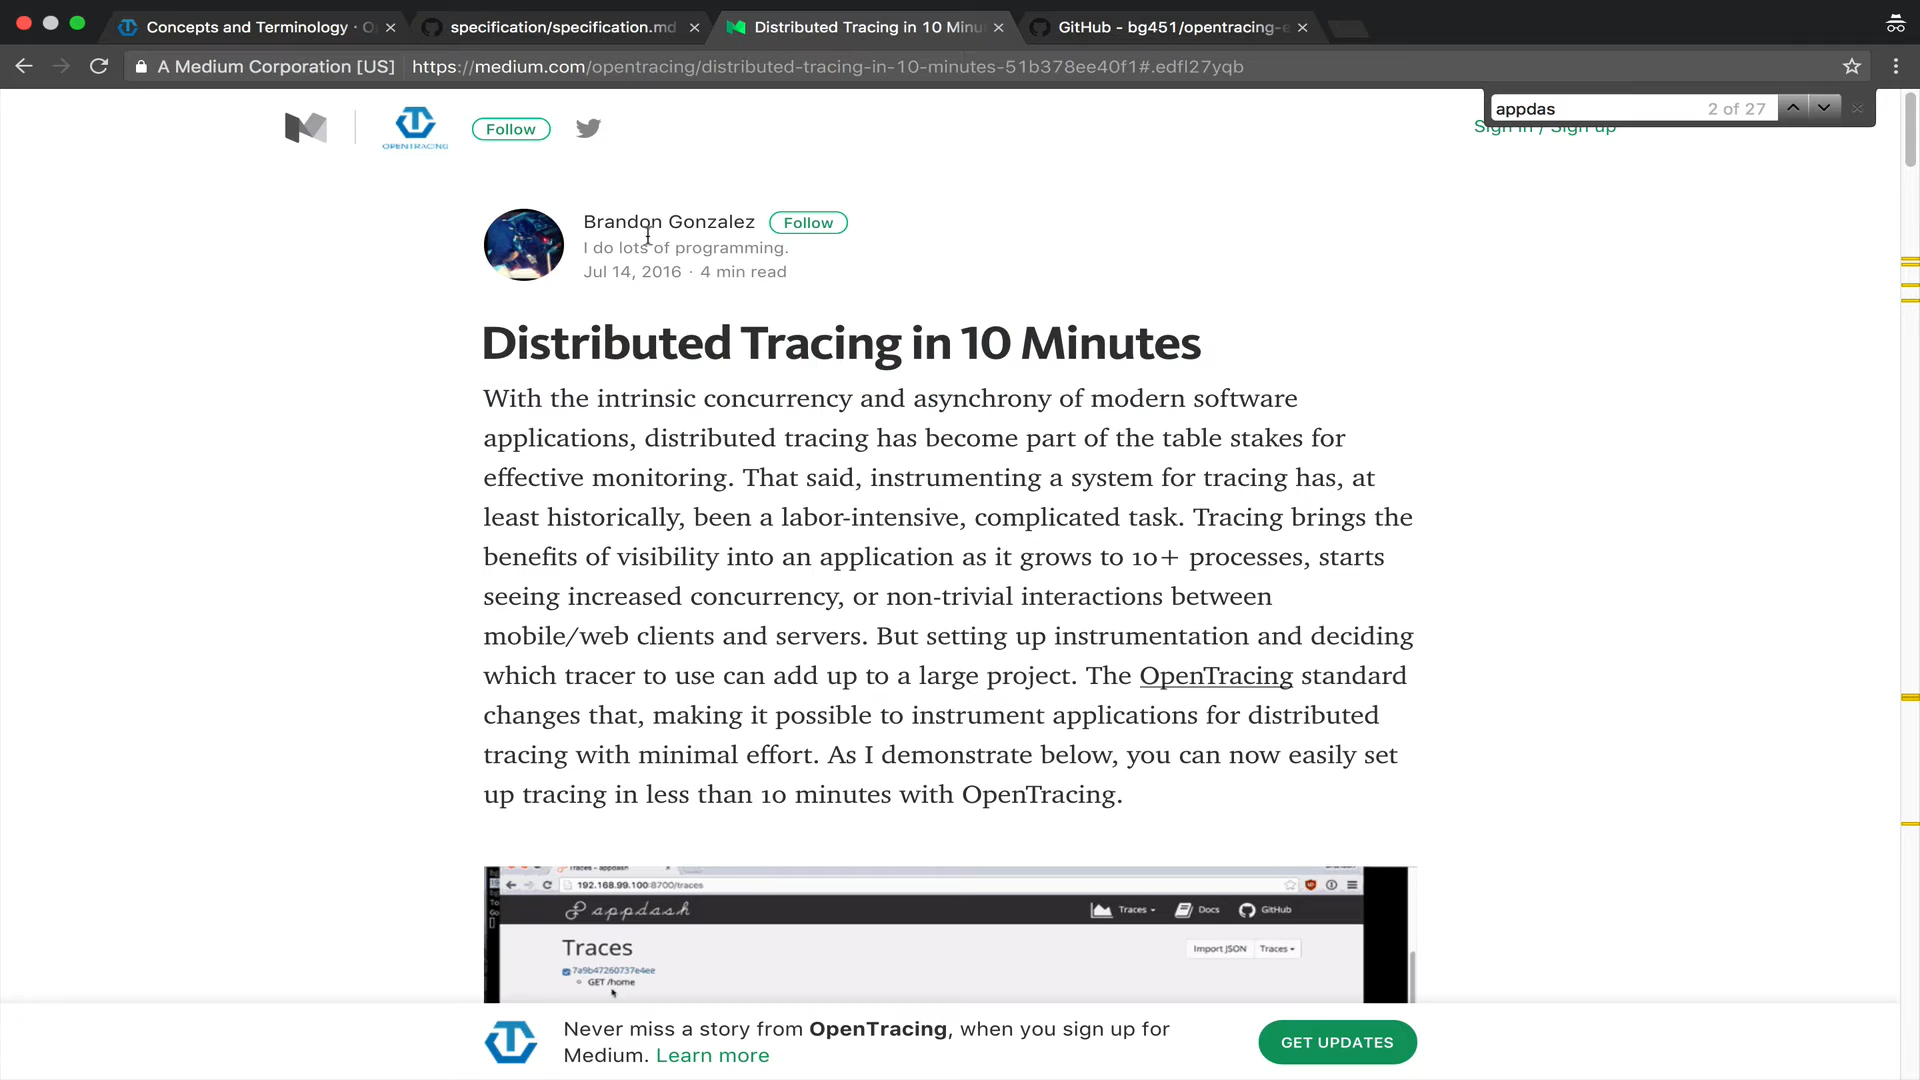 Concepts and Terminology · O
specification/specification.md
Distributed Tracing in 10 Minu
GitHub - bg451/opentracing-e
A Medium Corporation [US]
https://medium.com/opentracing/distributed-tracing-in-10-minutes-51b378ee40f1#.edfl27yqb
appdas
2 of 27
OPENTRACING
Follow
Sign in / Sign up
Brandon Gonzalez
Follow
I do lots of programming.
Jul 14, 2016 · 4 min read
Distributed Tracing in 10 Minutes
With the intrinsic concurrency and asynchrony of modern software
applications, distributed tracing has become part of the table stakes for
effective monitoring. That said, instrumenting a system for tracing has, at
least historically, been a labor-intensive, complicated task. Tracing brings the
benefits of visibility into an application as it grows to 10+ processes, starts
seeing increased concurrency, or non-trivial interactions between
mobile/web clients and servers. But setting up instrumentation and deciding
which tracer to use can add up to a large project. The OpenTracing standard
changes that, making it possible to instrument applications for distributed
tracing with minimal effort. As I demonstrate below, you can now easily set
up tracing in less than 10 minutes with OpenTracing.
Traces - appdash
192.168.99.100:8700/traces
appdash
Traces
Docs
GitHub
Traces
Import JSON
Traces
7a9b47260737e4ee
GET /home
Never miss a story from OpenTracing, when you sign up for
Medium. Learn more
GET UPDATES